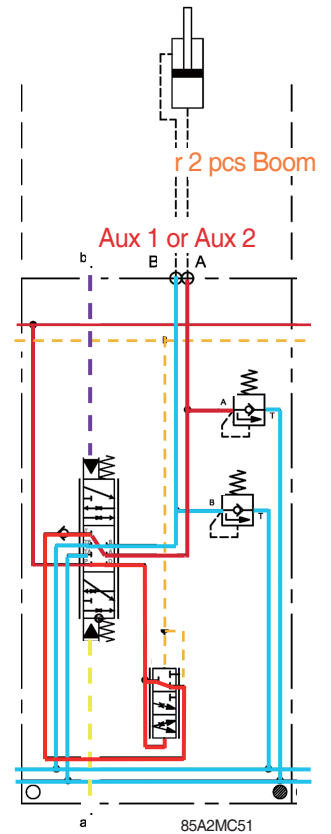 r 2 pcs Boom
Aux 1 or Aux 2
b B A
A T
B T
a
85A2MC51